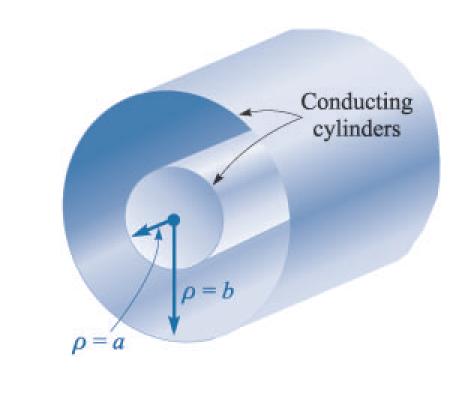 Conducting
cylinders
ρ = b
ρ = a